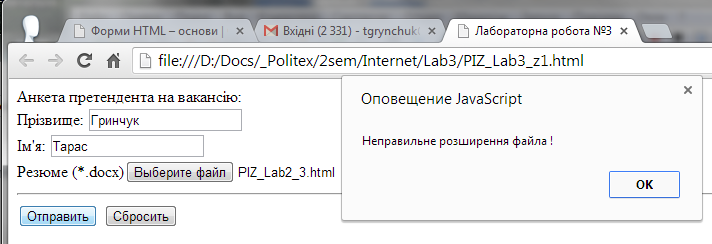 Форми HTML – основи |
Вхідні (2 331) - tgrynchuk
Лабораторна робота №3
file:///D:/Docs/_Politex/2sem/Internet/Lab3/PIZ_Lab3_z1.html
Анкета претендента на вакансію:
Прізвище: Гринчук
Ім'я: Тарас
Резюме (*.docx) Выберите файл PIZ_Lab2_3.html
Отправить Сбросить
Оповещение JavaScript
Неправильне розширення файла !
OK